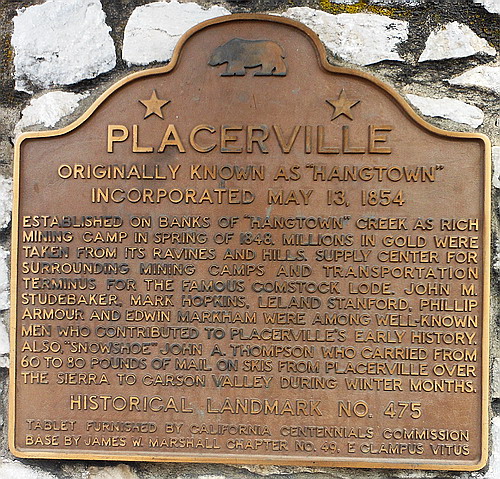 PLACERVILLE
ORIGINALLY KNOWN AS "HANGTOWN"
INCORPORATED MAY 13, 1854
ESTABLISHED ON BANKS OF "HANGTOWN" CREEK AS RICH
MINING CAMP IN SPRING OF 1848. MILLIONS IN GOLD WERE
TAKEN FROM ITS RAVINES AND HILLS. SUPPLY CENTER FOR
SURROUNDING MINING CAMPS AND TRANSPORTATION
TERMINUS FOR THE FAMOUS COMSTOCK LODE. JOHN M.
STUDEBAKER, MARK HOPKINS, LELAND STANFORD, PHILLIP
ARMOUR AND EDWIN MARKHAM WERE AMONG WELL-KNOWN
MEN WHO CONTRIBUTED TO PLACERVILLE'S EARLY HISTORY,
ALSO, "SNOWSHOE" JOHN A. THOMPSON WHO CARRIED FROM
60 TO 80 POUNDS OF MAIL ON SKIS FROM PLACERVILLE OVER
THE SIERRA TO CARSON VALLEY DURING WINTER MONTHS.
HISTORICAL LANDMARK NO. 475
TABLET FURNISHED BY CALIFORNIA CENTENNIALS COMMISSION
BASE BY JAMES W. MARSHALL CHAPTER NO. 49, E CLAMPUS VITUS